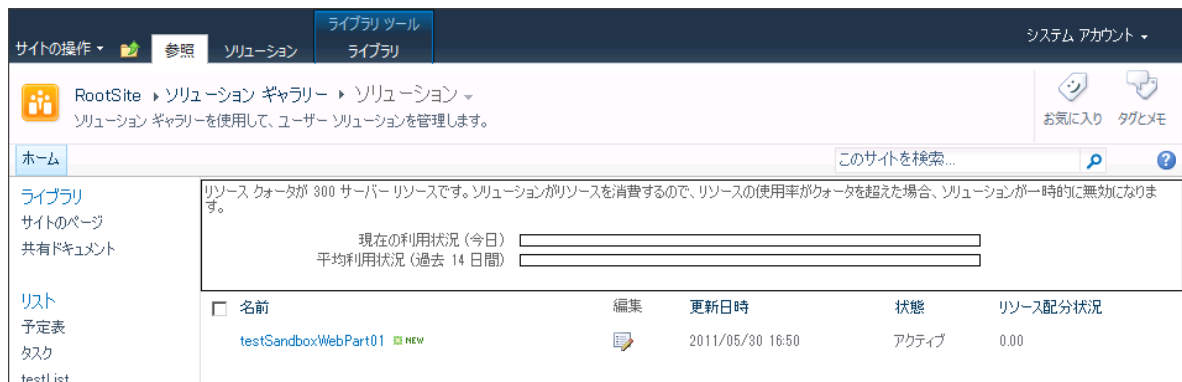 ライブラリ ツール
サイトの操作 参照 ソリューション ライブラリ システム アカウント
RootSite ソリューション ギャラリー ソリューション
ソリューション ギャラリーを使用して、ユーザー ソリューションを管理します。
お気に入り タグとメモ
ホーム このサイトを検索...
ライブラリ
サイトのページ
共有ドキュメント
リスト
予定表
タスク
testList
リソース クォータが 300 サーバー リソースです。ソリューションがリソースを消費するので、リソースの使用率がクォータを超えた場合、ソリューションが一時的に無効になりま
す。
現在の利用状況 (今日)
平均利用状況 (過去 14 日間)
名前 編集 更新日時 状態 リソース配分状況
testSandboxWebPart01 NEW 2011/05/30 16:50 アクティブ 0.00